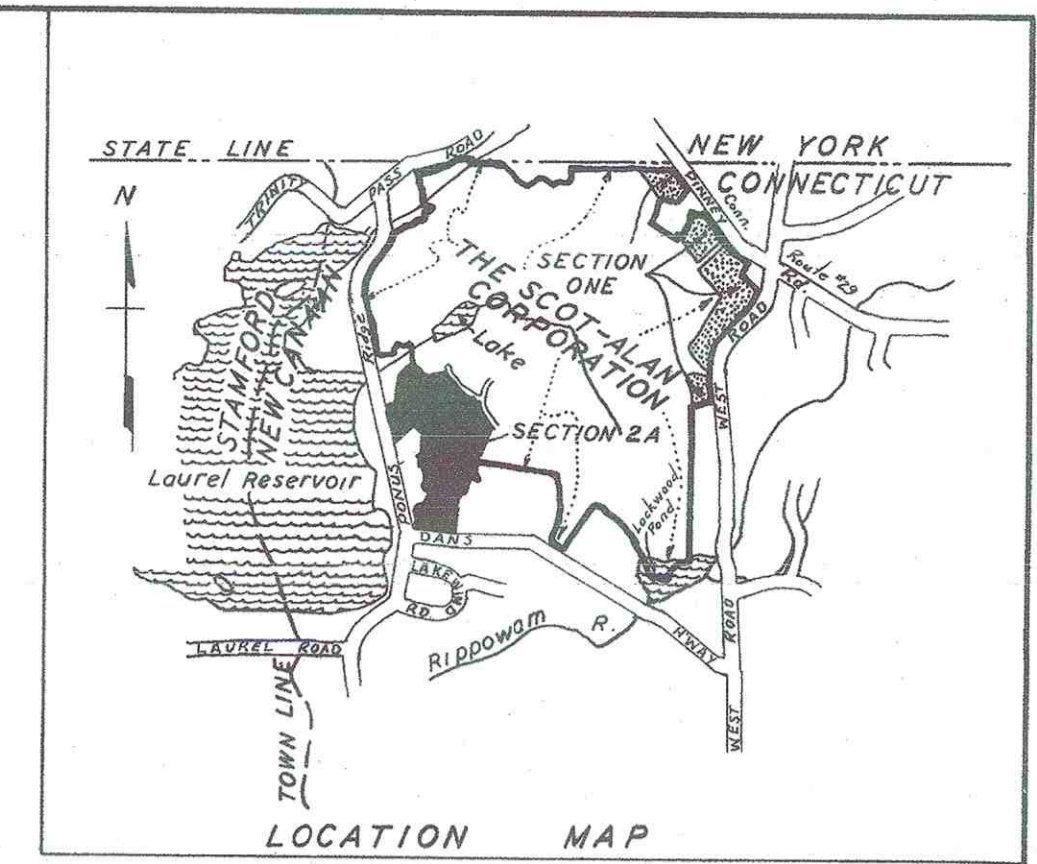 STATE LINE
NEW YORK
CONNECTICUT
N
TRINITY
PASS
ROAD
PINNEY
Conn.
Route #29
Rd.
THE SCOT-ALAN
CORPORATION
SECTION
ONE
STAMFORD
NEW CANAAN
Ridge
Lake
ROAD
WEST
SECTION 2A
Laurel Reservoir
PONUS
Lockwood
Pond
DANS
LAKEWIND
RD.
Rippowam R.
H'WAY
ROAD
WEST
LAUREL ROAD
TOWN LINE
LOCATION MAP